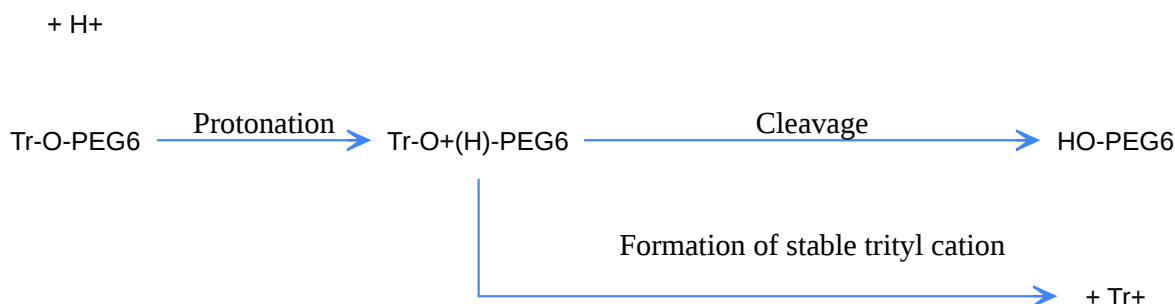 + H+
Tr-O-PEG6
Protonation
Tr-O+(H)-PEG6
Cleavage
HO-PEG6
Formation of stable trityl cation
+ Tr+